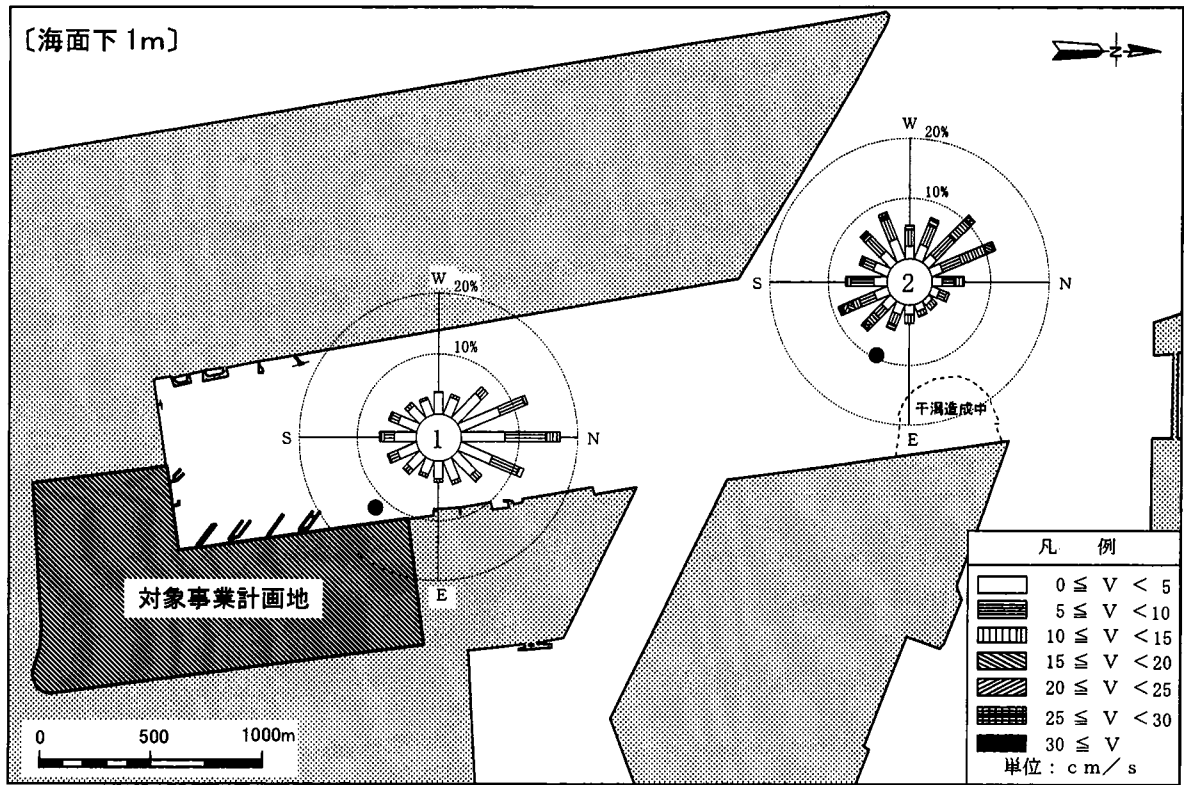 〔海面下 1m〕
N
W
20%
10%
S
2
N
E
干潟造成中
W
20%
10%
S
1
N
E
対象事業計画地
0 500 1000m
凡 例
0 ≦ V < 5
5 ≦ V < 10
10 ≦ V < 15
15 ≦ V < 20
20 ≦ V < 25
25 ≦ V < 30
30 ≦ V
単位：cm／s